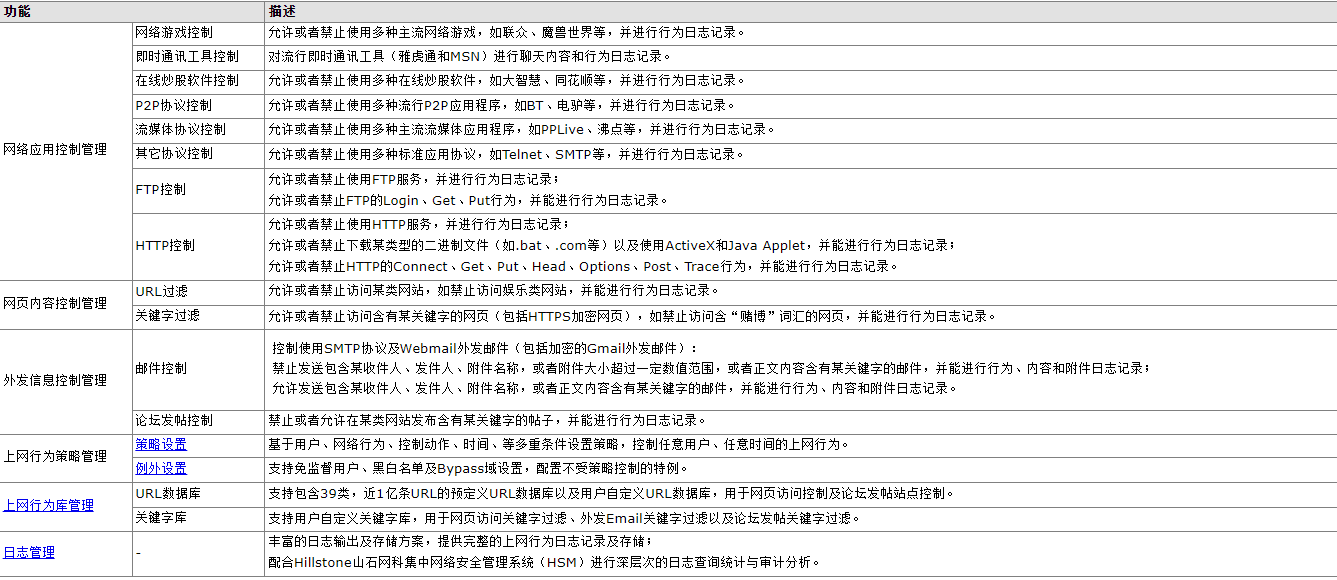 功能 描述
网络应用控制管理
网络游戏控制 允许或者禁止使用多种主流网络游戏，如联众、魔兽世界等，并进行行为日志记录。
即时通讯工具控制 对流行即时通讯工具（雅虎通和MSN）进行聊天内容和行为日志记录。
在线炒股软件控制 允许或者禁止使用多种在线炒股软件，如大智慧、同花顺等，并进行行为日志记录。
P2P协议控制 允许或者禁止使用多种流行P2P应用程序，如BT、电驴等，并进行行为日志记录。
流媒体协议控制 允许或者禁止使用多种主流流媒体应用程序，如PPLive、沸点等，并进行行为日志记录。
其它协议控制 允许或者禁止使用多种标准应用协议，如Telnet、SMTP等，并进行行为日志记录。
FTP控制
允许或者禁止使用FTP服务，并进行行为日志记录；
允许或者禁止FTP的Login、Get、Put行为，并能进行行为日志记录。
HTTP控制
允许或者禁止使用HTTP服务，并进行行为日志记录；
允许或者禁止下载某类型的二进制文件（如.bat、.com等）以及使用ActiveX和Java Applet，并能进行行为日志记录；
允许或者禁止HTTP的Connect、Get、Put、Head、Options、Post、Trace行为，并能进行行为日志记录。
网页内容控制管理
URL过滤 允许或者禁止访问某类网站，如禁止访问娱乐类网站，并能进行行为日志记录。
关键字过滤 允许或者禁止访问含有某关键字的网页（包括HTTPS加密网页），如禁止访问含“赌博”词汇的网页，并能进行行为日志记录。
外发信息控制管理
邮件控制
控制使用SMTP协议及Webmail外发邮件（包括加密的Gmail外发邮件）：
禁止发送包含某收件人、发件人、附件名称，或者附件大小超过一定数值范围，或者正文内容含有某关键字的邮件，并能进行行为、内容和附件日志记录；
允许发送包含某收件人、发件人、附件名称，或者正文内容含有某关键字的邮件，并能进行行为、内容和附件日志记录。
论坛发帖控制 禁止或者允许在某类网站发布含有某关键字的帖子，并能进行行为日志记录。
上网行为策略管理
策略设置 基于用户、网络行为、控制动作、时间、等多重条件设置策略，控制任意用户、任意时间的上网行为。
例外设置 支持免监督用户、黑白名单及Bypass域设置，配置不受策略控制的特例。
上网行为库管理
URL数据库 支持包含39类，近1亿条URL的预定义URL数据库以及用户自定义URL数据库，用于网页访问控制及论坛发帖站点控制。
关键字库 支持用户自定义关键字库，用于网页访问关键字过滤、外发Email关键字过滤以及论坛发帖关键字过滤。
日志管理 -
丰富的日志输出及存储方案，提供完整的上网行为日志记录及存储；
配合Hillstone山石网科集中网络安全管理系统（HSM）进行深层次的日志查询统计与审计分析。